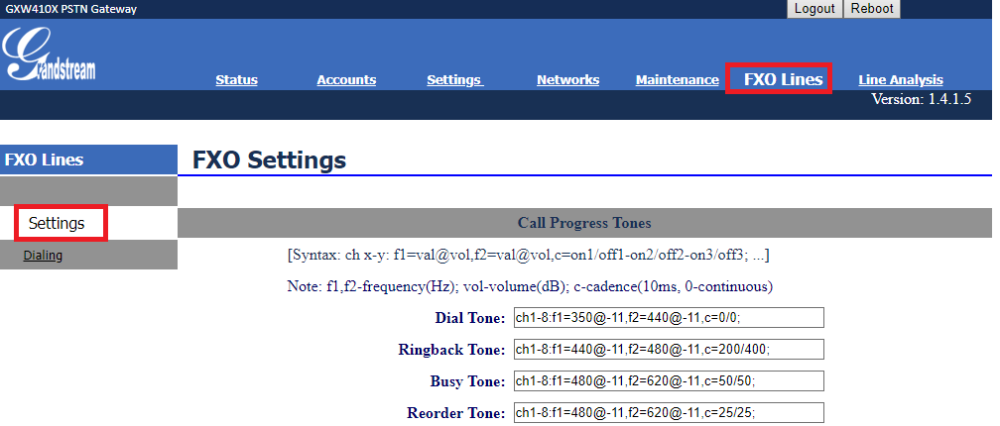 GXW410X PSTN Gateway
Logout Reboot
Grandstream
Status Accounts Settings Networks Maintenance FXO Lines Line Analysis
Version: 1.4.1.5
FXO Lines
FXO Settings
Settings
Call Progress Tones
Dialing
[Syntax: ch x-y: f1=val@vol,f2=val@vol,c=on1/off1-on2/off2-on3/off3; ...]
Note: f1,f2-frequency(Hz); vol-volume(dB); c-cadence(10ms, 0-continuous)
Dial Tone: ch1-8:f1=350@-11,f2=440@-11,c=0/0;
Ringback Tone: ch1-8:f1=440@-11,f2=480@-11,c=200/400;
Busy Tone: ch1-8:f1=480@-11,f2=620@-11,c=50/50;
Reorder Tone: ch1-8:f1=480@-11,f2=620@-11,c=25/25;